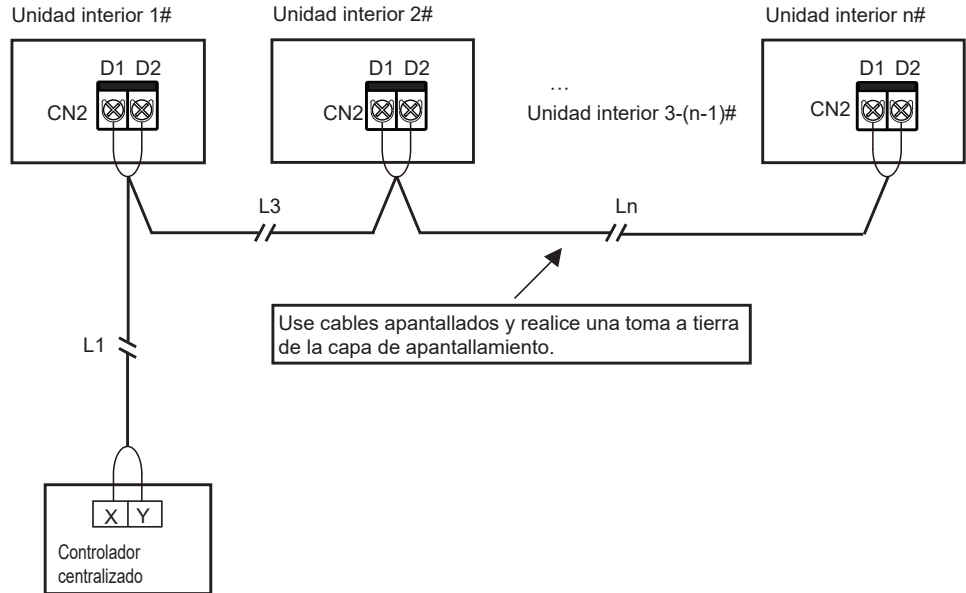 Unidad interior 1#
Unidad interior 2#
Unidad interior n#
D1 D2
D1 D2
D1 D2
CN2
CN2
CN2
...
Unidad interior 3-(n-1)#
L3
Ln
Use cables apantallados y realice una toma a tierra
de la capa de apantallamiento.
L1
X Y
Controlador
centralizado